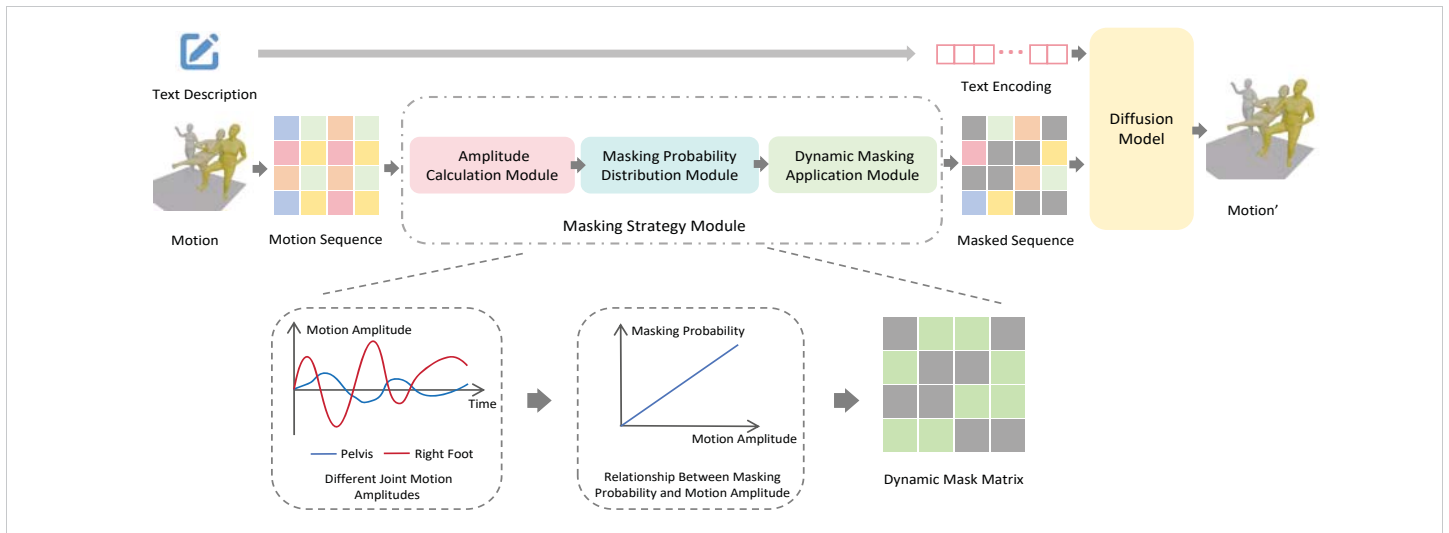 Text Description
Text Encoding
Diffusion
Model
Amplitude
Calculation Module
Masking Probability
Distribution Module
Dynamic Masking
Application Module
Masking Strategy Module
Motion
Motion Sequence
Masked Sequence
Motion’
Motion Amplitude
Time
Pelvis
Right Foot
Different Joint Motion
Amplitudes
Masking Probability
Motion Amplitude
Relationship Between Masking
Probability and Motion Amplitude
Dynamic Mask Matrix